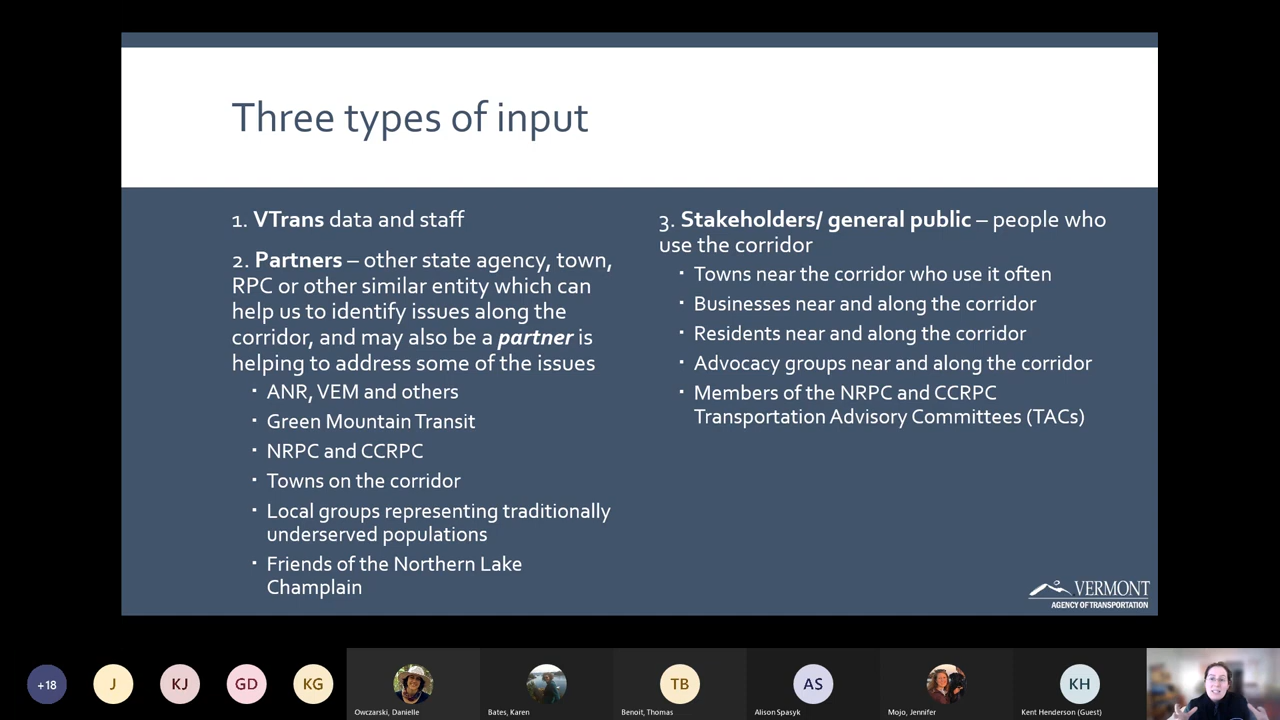 Three types of input
1. VTrans data and staff
2. Partners – other state agency, town,
RPC or other similar entity which can
help us to identify issues along the
corridor, and may also be a partner is
helping to address some of the issues
▪ ANR, VEM and others
▪ Green Mountain Transit
▪ NRPC and CCRPC
▪ Towns on the corridor
▪ Local groups representing traditionally
underserved populations
▪ Friends of the Northern Lake
Champlain
3. Stakeholders/ general public – people who
use the corridor
▪ Towns near the corridor who use it often
▪ Businesses near and along the corridor
▪ Residents near and along the corridor
▪ Advocacy groups near and along the corridor
▪ Members of the NRPC and CCRPC
Transportation Advisory Committees (TACs)
VERMONT
AGENCY OF TRANSPORTATION
+18
J
KJ
GD
KG
Owczarski, Danielle
Bates, Karen
TB
Benoit, Thomas
AS
Alison Spasyk
Mojo, Jennifer
KH
Kent Henderson (Guest)